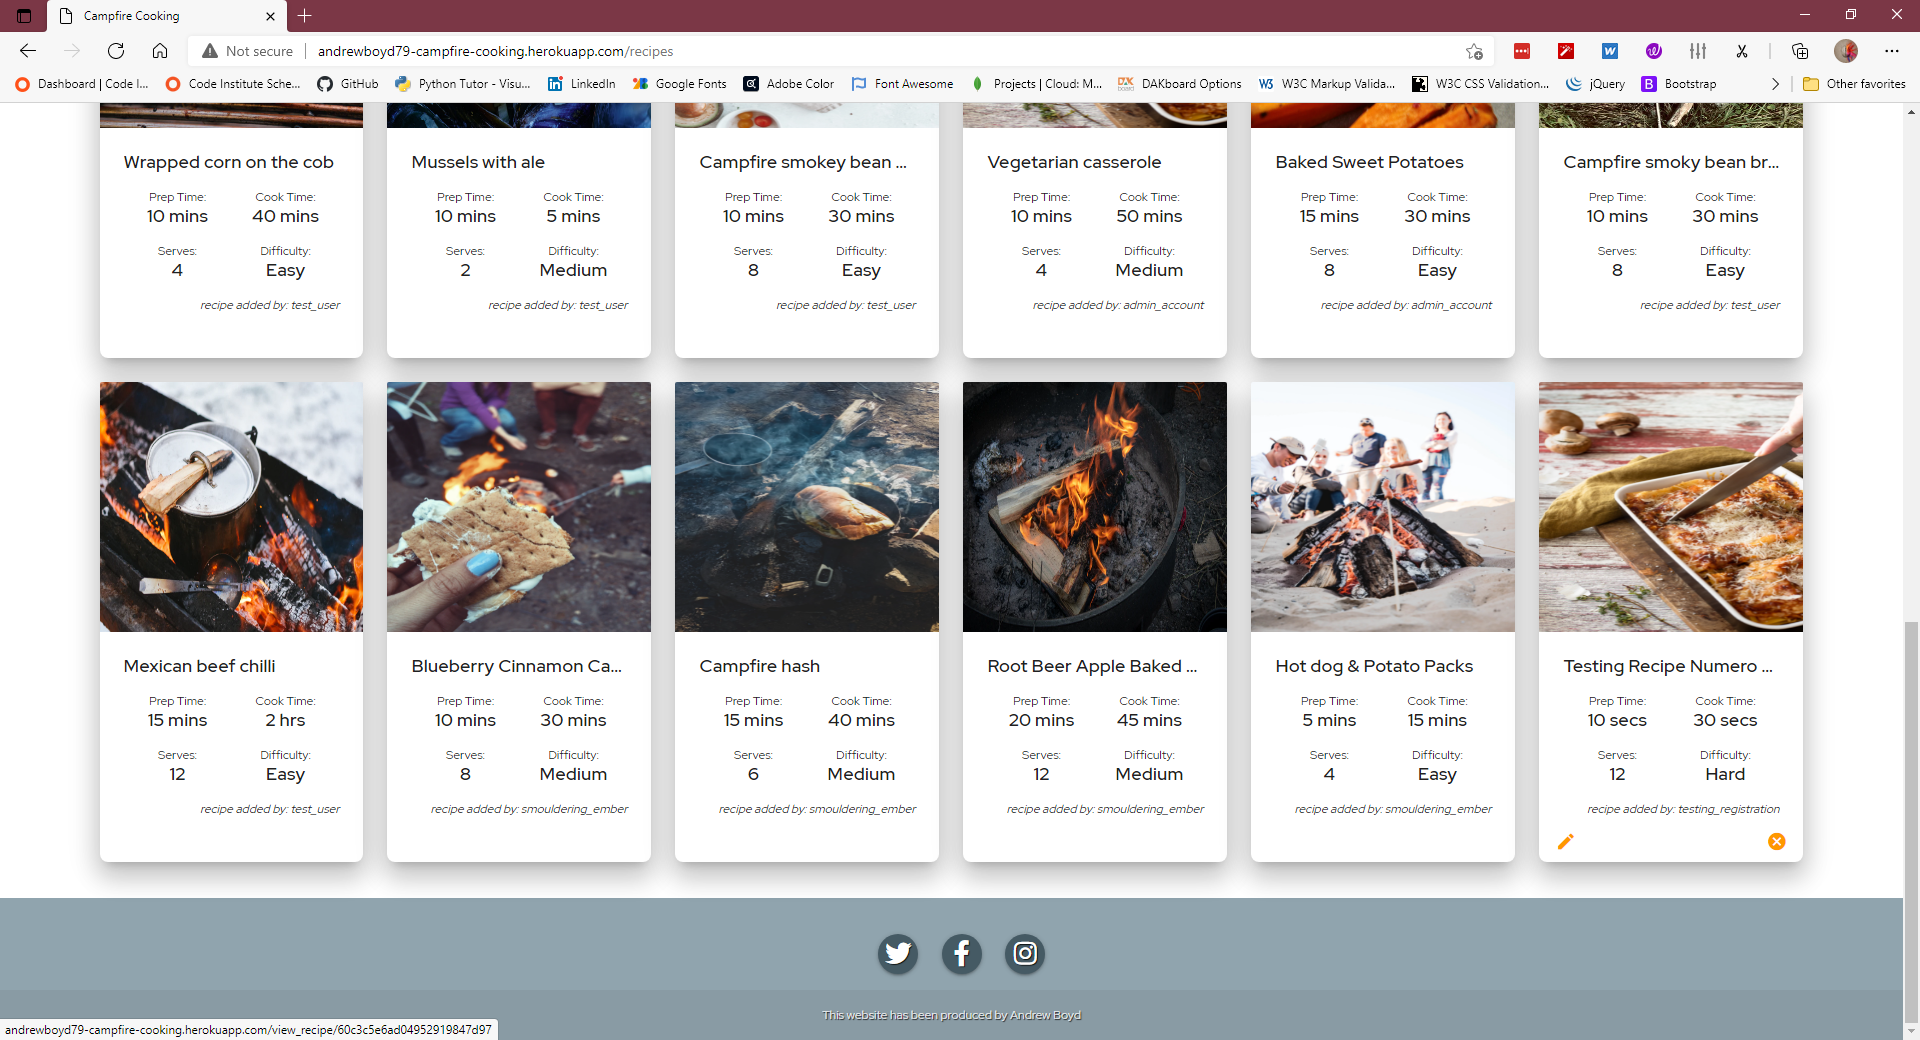 Campfire Cooking
Not secure
andrewboyd79-campfire-cooking.herokuapp.com/recipes
Dashboard | Code I...
Code Institute Sche...
GitHub
Python Tutor - Visu...
LinkedIn
Google Fonts
Adobe Color
Font Awesome
Projects | Cloud: M...
DAKboard Options
W3C Markup Valida...
W3C CSS Validation...
jQuery
Bootstrap
Other favorites
Wrapped corn on the cob
Prep Time:
Cook Time:
10 mins
40 mins
Serves:
Difficulty:
4
Easy
recipe added by: test_user
Mussels with ale
Prep Time:
Cook Time:
10 mins
5 mins
Serves:
Difficulty:
2
Medium
recipe added by: test_user
Campfire smokey bean ...
Prep Time:
Cook Time:
10 mins
30 mins
Serves:
Difficulty:
8
Easy
recipe added by: test_user
Vegetarian casserole
Prep Time:
Cook Time:
10 mins
50 mins
Serves:
Difficulty:
4
Medium
recipe added by: admin_account
Baked Sweet Potatoes
Prep Time:
Cook Time:
15 mins
30 mins
Serves:
Difficulty:
8
Easy
recipe added by: admin_account
Campfire smoky bean br...
Prep Time:
Cook Time:
10 mins
30 mins
Serves:
Difficulty:
8
Easy
recipe added by: test_user
Mexican beef chilli
Prep Time:
Cook Time:
15 mins
2 hrs
Serves:
Difficulty:
12
Easy
recipe added by: test_user
Blueberry Cinnamon Ca...
Prep Time:
Cook Time:
10 mins
30 mins
Serves:
Difficulty:
8
Medium
recipe added by: smouldering_ember
Campfire hash
Prep Time:
Cook Time:
15 mins
40 mins
Serves:
Difficulty:
6
Medium
recipe added by: smouldering_ember
Root Beer Apple Baked ...
Prep Time:
Cook Time:
20 mins
45 mins
Serves:
Difficulty:
12
Medium
recipe added by: smouldering_ember
Hot dog & Potato Packs
Prep Time:
Cook Time:
5 mins
15 mins
Serves:
Difficulty:
4
Easy
recipe added by: smouldering_ember
Testing Recipe Numero ...
Prep Time:
Cook Time:
10 secs
30 secs
Serves:
Difficulty:
12
Hard
recipe added by: testing_registration
This website has been produced by Andrew Boyd
andrewboyd79-campfire-cooking.herokuapp.com/view_recipe/60c3c5e6ad04952919847d97